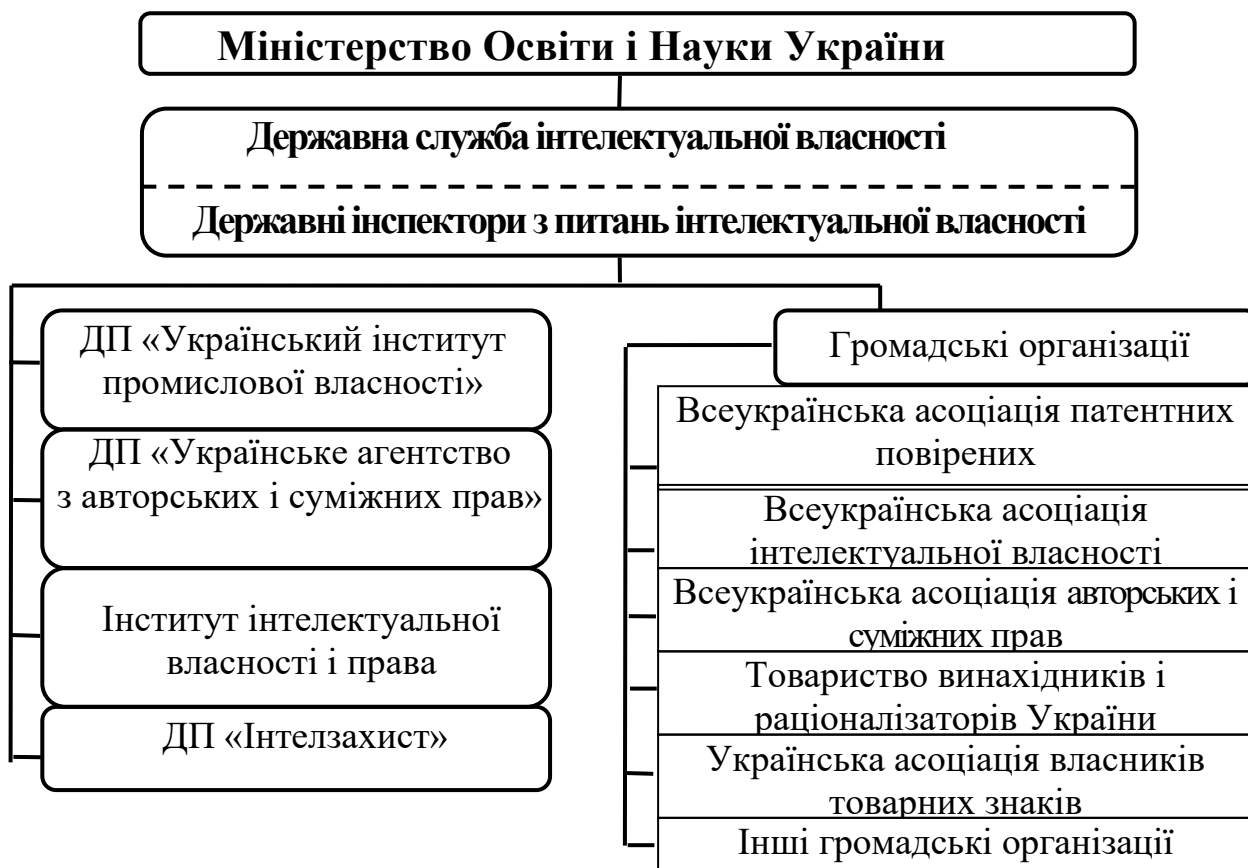 Міністерство Освіти і Науки України
Державна служба інтелектуальної власності
Державні інспектори з питань інтелектуальної власності
ДП «Український інститут
промислової власності»
ДП «Українське агентство
з авторських і суміжних прав»
Інститут інтелектуальної
власності і права
ДП «Інтелзахист»
Громадські організації
Всеукраїнська асоціація патентних
повірених
Всеукраїнська асоціація
інтелектуальної власності
Всеукраїнська асоціація авторських і
суміжних прав
Товариство винахідників і
раціоналізаторів України
Українська асоціація власників
товарних знаків
Інші громадські організації